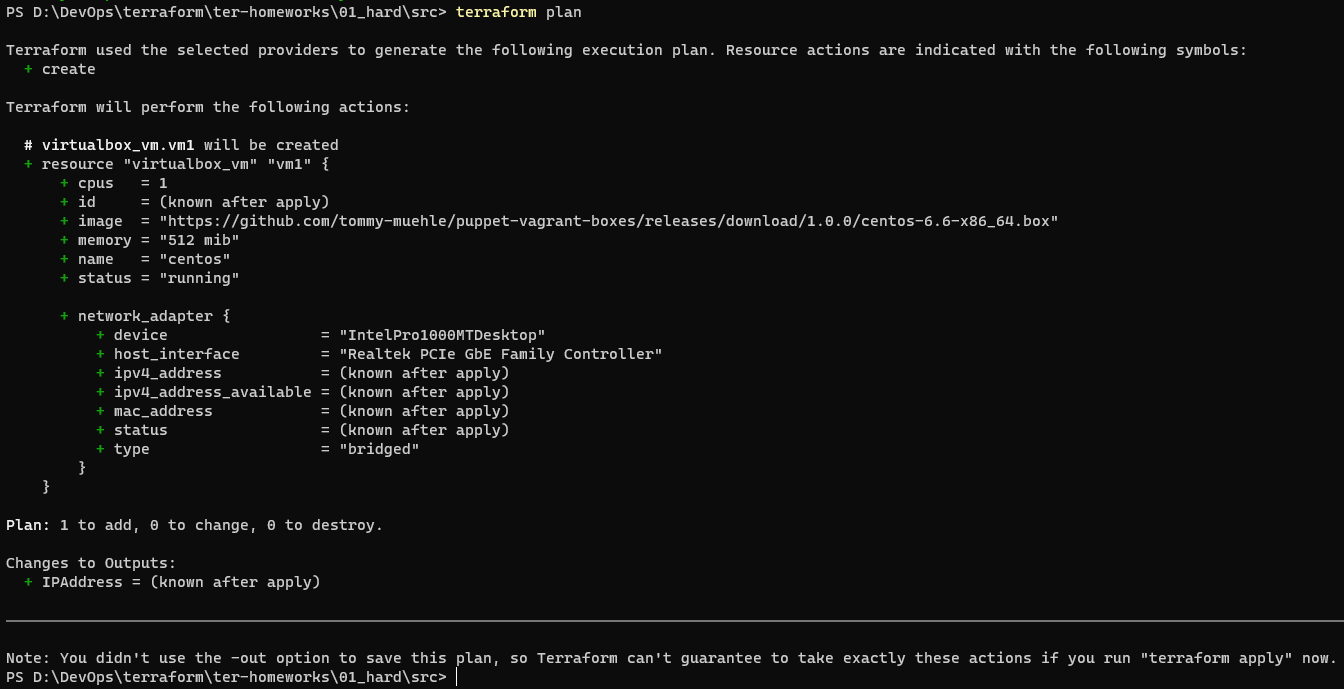 PS D:\DevOps\terraform\ter-homeworks\01_hard\src> terraform plan
Terraform used the selected providers to generate the following execution plan. Resource actions are indicated with the following symbols:
+ create
Terraform will perform the following actions:
# virtualbox_vm.vm1 will be created
+ resource "virtualbox_vm" "vm1" {
+ cpus   = 1
+ id     = (known after apply)
+ image  = "https://github.com/tommy-muehle/puppet-vagrant-boxes/releases/download/1.0.0/centos-6.6-x86_64.box"
+ memory = "512 mib"
+ name   = "centos"
+ status = "running"
+ network_adapter {
+ device                 = "IntelPro1000MTDesktop"
+ host_interface         = "Realtek PCIe GbE Family Controller"
+ ipv4_address           = (known after apply)
+ ipv4_address_available = (known after apply)
+ mac_address            = (known after apply)
+ status                 = (known after apply)
+ type                   = "bridged"
}
}
Plan: 1 to add, 0 to change, 0 to destroy.
Changes to Outputs:
+ IPAddress = (known after apply)
Note: You didn't use the -out option to save this plan, so Terraform can't guarantee to take exactly these actions if you run "terraform apply" now.
PS D:\DevOps\terraform\ter-homeworks\01_hard\src>